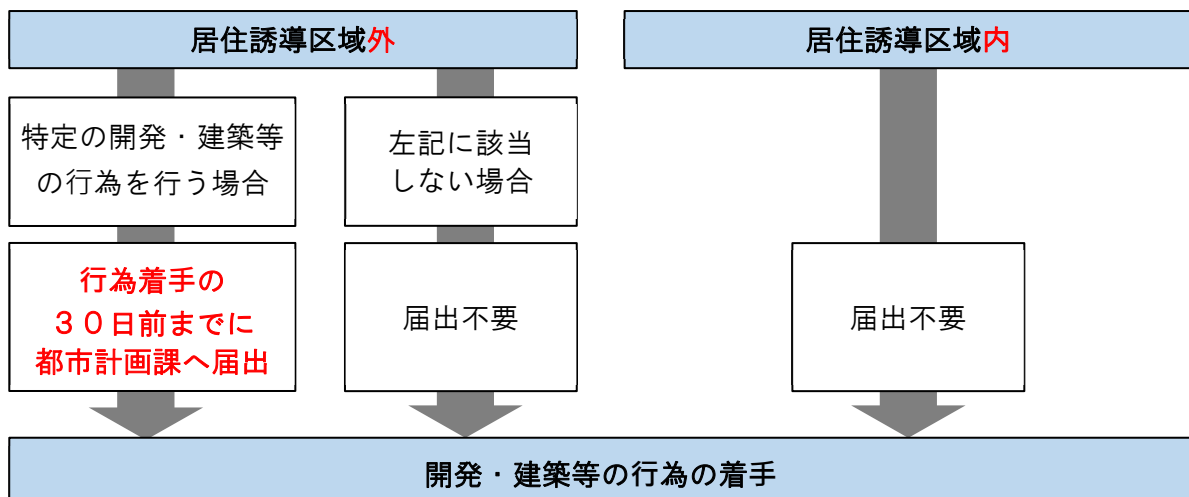 居住誘導区域外
居住誘導区域内
特定の開発・建築等
の行為を行う場合
左記に該当
しない場合
行為着手の
３０日前までに
都市計画課へ届出
届出不要
届出不要
開発・建築等の行為の着手